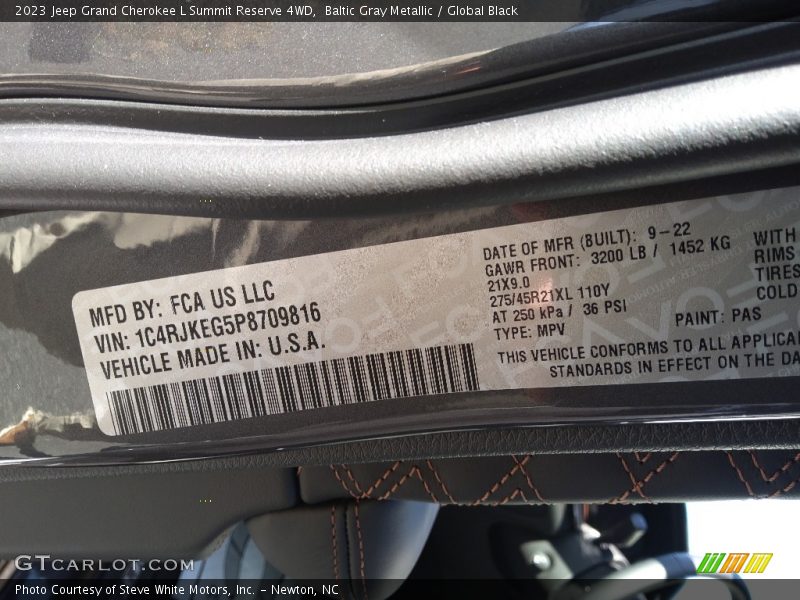 2023 Jeep Grand Cherokee L Summit Reserve 4WD,  Baltic Gray Metallic / Global Black
MFD BY: FCA US LLC
VIN: 1C4RJKEG5P8709816
VEHICLE MADE IN: U.S.A.
DATE OF MFR (BUILT): 9-22
GAWR FRONT: 3200 LB / 1452 KG
21X9.0
275/45R21XL 110Y
AT 250 kPa / 36 PSI
TYPE: MPV
PAINT: PAS
WITH
RIMS
TIRES
COLD
THIS VEHICLE CONFORMS TO ALL
STANDARDS IN EFFECT ON THE
GTCARLOT.COM
Photo Courtesy of Steve White Motors, Inc. – Newton, NC